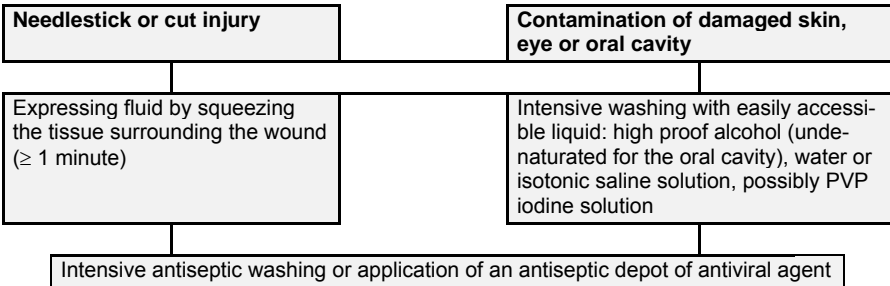 Needlestick or cut injury
Contamination of damaged skin,
eye or oral cavity
Expressing fluid by squeezing
the tissue surrounding the wound
(≥ 1 minute)
Intensive washing with easily accessi-
ble liquid: high proof alcohol (unde-
naturated for the oral cavity), water or
isotonic saline solution, possibly PVP
iodine solution
Intensive antiseptic washing or application of an antiseptic depot of antiviral agent